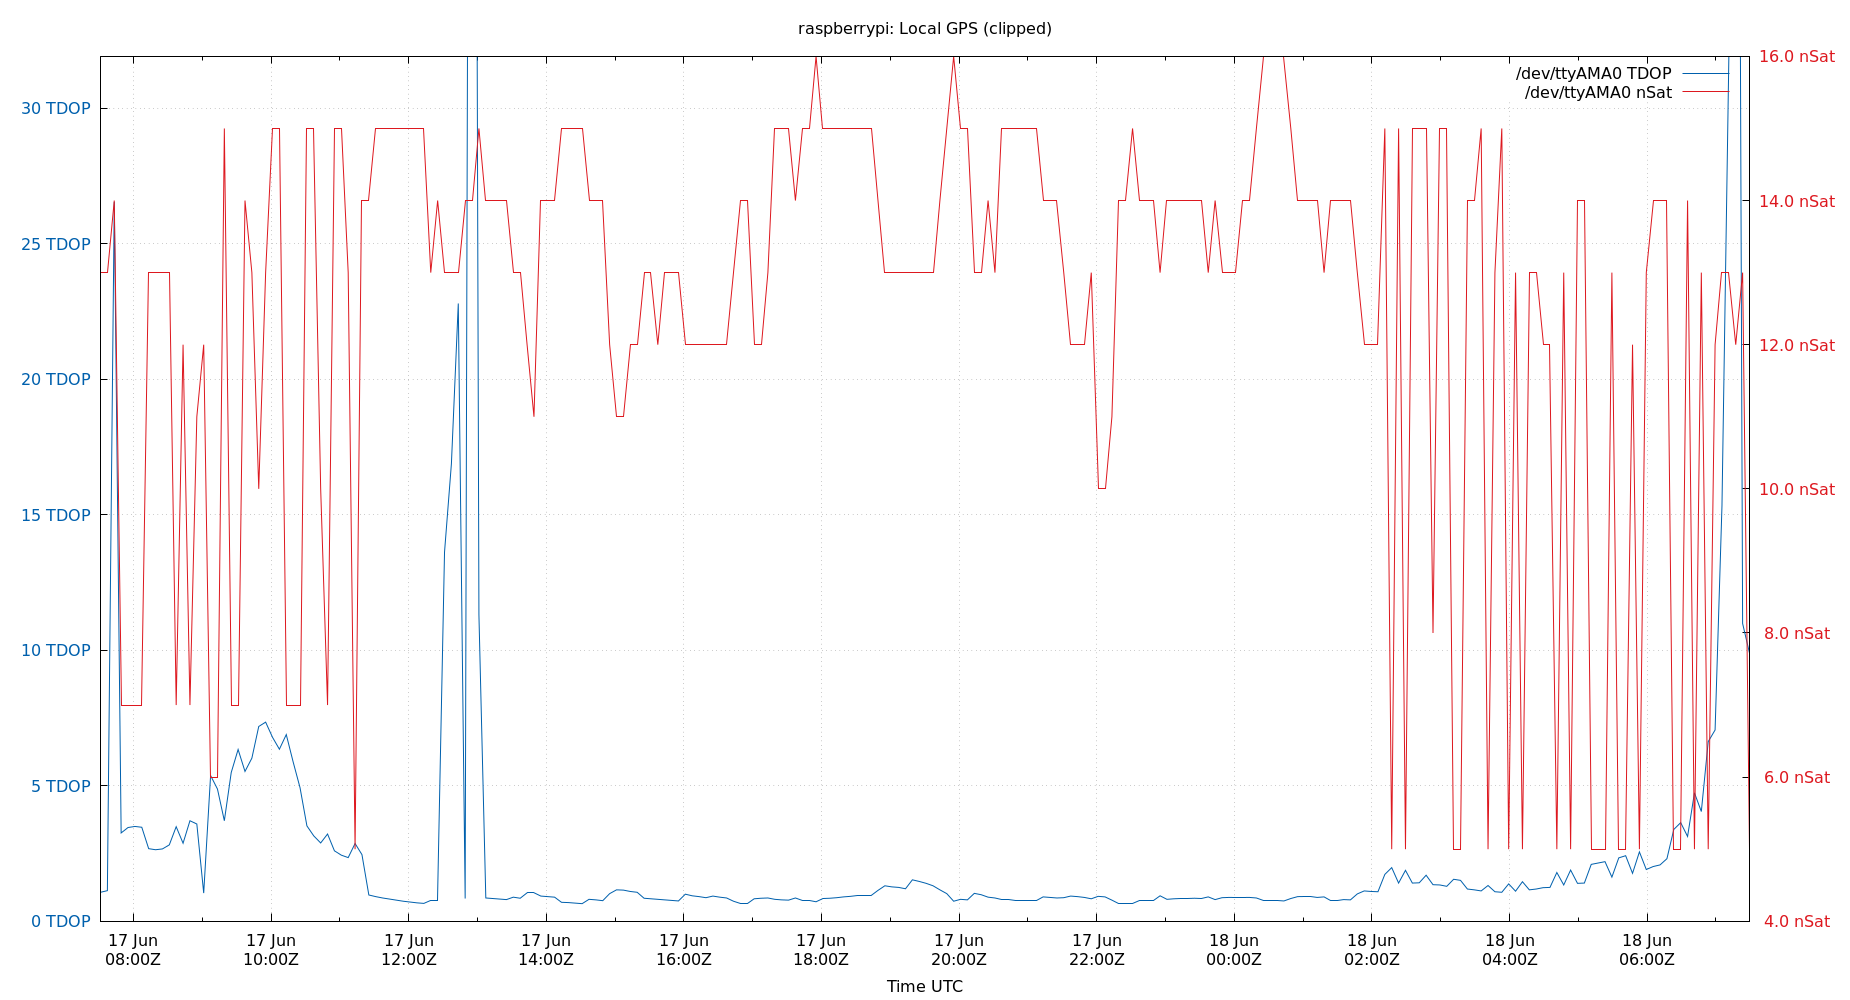 raspberrypi: Local GPS (clipped)
/dev/ttyAMA0 TDOP
/dev/ttyAMA0 nSat
30 TDOP
25 TDOP
20 TDOP
15 TDOP
10 TDOP
5 TDOP
0 TDOP
16.0 nSat
14.0 nSat
12.0 nSat
10.0 nSat
8.0 nSat
6.0 nSat
4.0 nSat
17 Jun
08:00Z
17 Jun
10:00Z
17 Jun
12:00Z
17 Jun
14:00Z
17 Jun
16:00Z
17 Jun
18:00Z
17 Jun
20:00Z
17 Jun
22:00Z
18 Jun
00:00Z
18 Jun
02:00Z
18 Jun
04:00Z
18 Jun
06:00Z
Time UTC